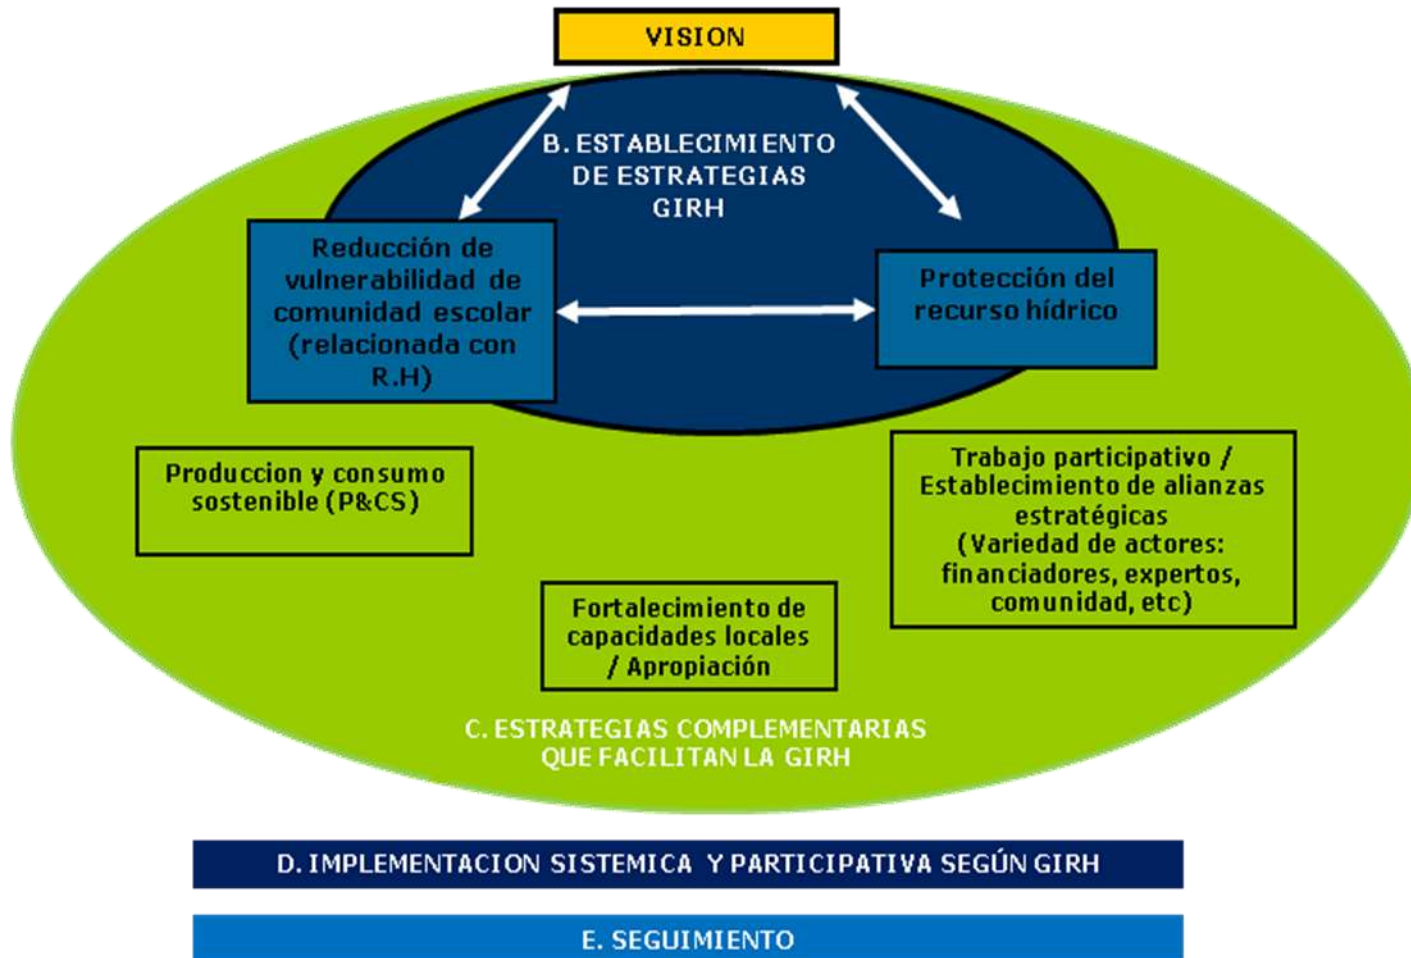 VISION
B. ESTABLECIMIENTO
DE ESTRATEGIAS
GIRH
Reducción de
vulnerabilidad de
comunidad escolar
(relacionada con
R.H)
Protección del
recurso hídrico
Produccion y consumo
sostenible (P&CS)
Trabajo participativo /
Establecimiento de alianzas
estratégicas
(Variedad de actores:
financiadores, expertos,
comunidad, etc)
Fortalecimiento de
capacidades locales
/ Apropiación
C. ESTRATEGIAS COMPLEMENTARIAS
QUE FACILITAN LA GIRH
D. IMPLEMENTACION SISTEMICA Y PARTICIPATIVA SEGÚN GIRH
E. SEGUIMIENTO